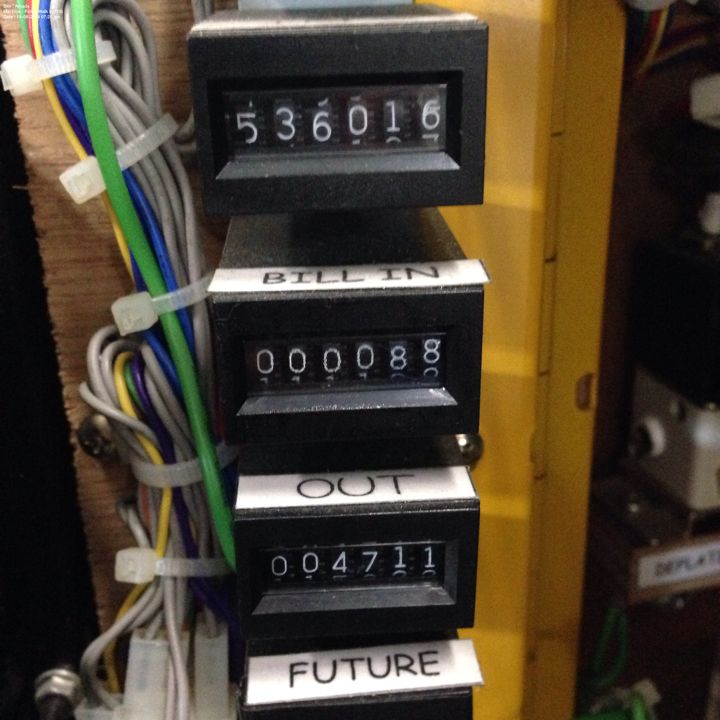 536016
BILL IN
000088
OUT
004711
FUTURE